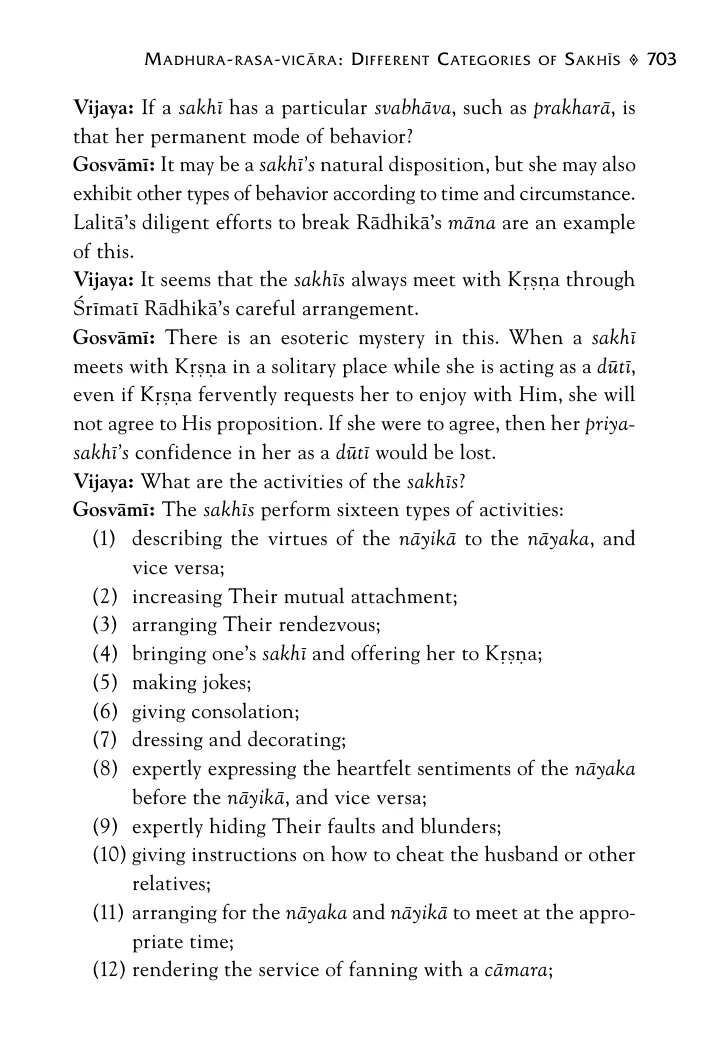 MADHURA-RASA-VICĀRA: DIFFERENT CATEGORIES OF SAKHĪS ◈ 703
Vijaya: If a sakhī has a particular svabhāva, such as prakharā, is
that her permanent mode of behavior?
Gosvāmī: It may be a sakhī's natural disposition, but she may also
exhibit other types of behavior according to time and circumstance.
Lalitā's diligent efforts to break Rādhikā's māna are an example
of this.
Vijaya: It seems that the sakhīs always meet with Kṛṣṇa through
Śrīmatī Rādhikā's careful arrangement.
Gosvāmī: There is an esoteric mystery in this. When a sakhī
meets with Kṛṣṇa in a solitary place while she is acting as a dūtī,
even if Kṛṣṇa fervently requests her to enjoy with Him, she will
not agree to His proposition. If she were to agree, then her priya-
sakhī's confidence in her as a dūtī would be lost.
Vijaya: What are the activities of the sakhīs?
Gosvāmī: The sakhīs perform sixteen types of activities:
(1) describing the virtues of the nāyikā to the nāyaka, and
vice versa;
(2) increasing Their mutual attachment;
(3) arranging Their rendezvous;
(4) bringing one's sakhī and offering her to Kṛṣṇa;
(5) making jokes;
(6) giving consolation;
(7) dressing and decorating;
(8) expertly expressing the heartfelt sentiments of the nāyaka
before the nāyikā, and vice versa;
(9) expertly hiding Their faults and blunders;
(10) giving instructions on how to cheat the husband or other
relatives;
(11) arranging for the nāyaka and nāyikā to meet at the appro-
priate time;
(12) rendering the service of fanning with a cāmara;